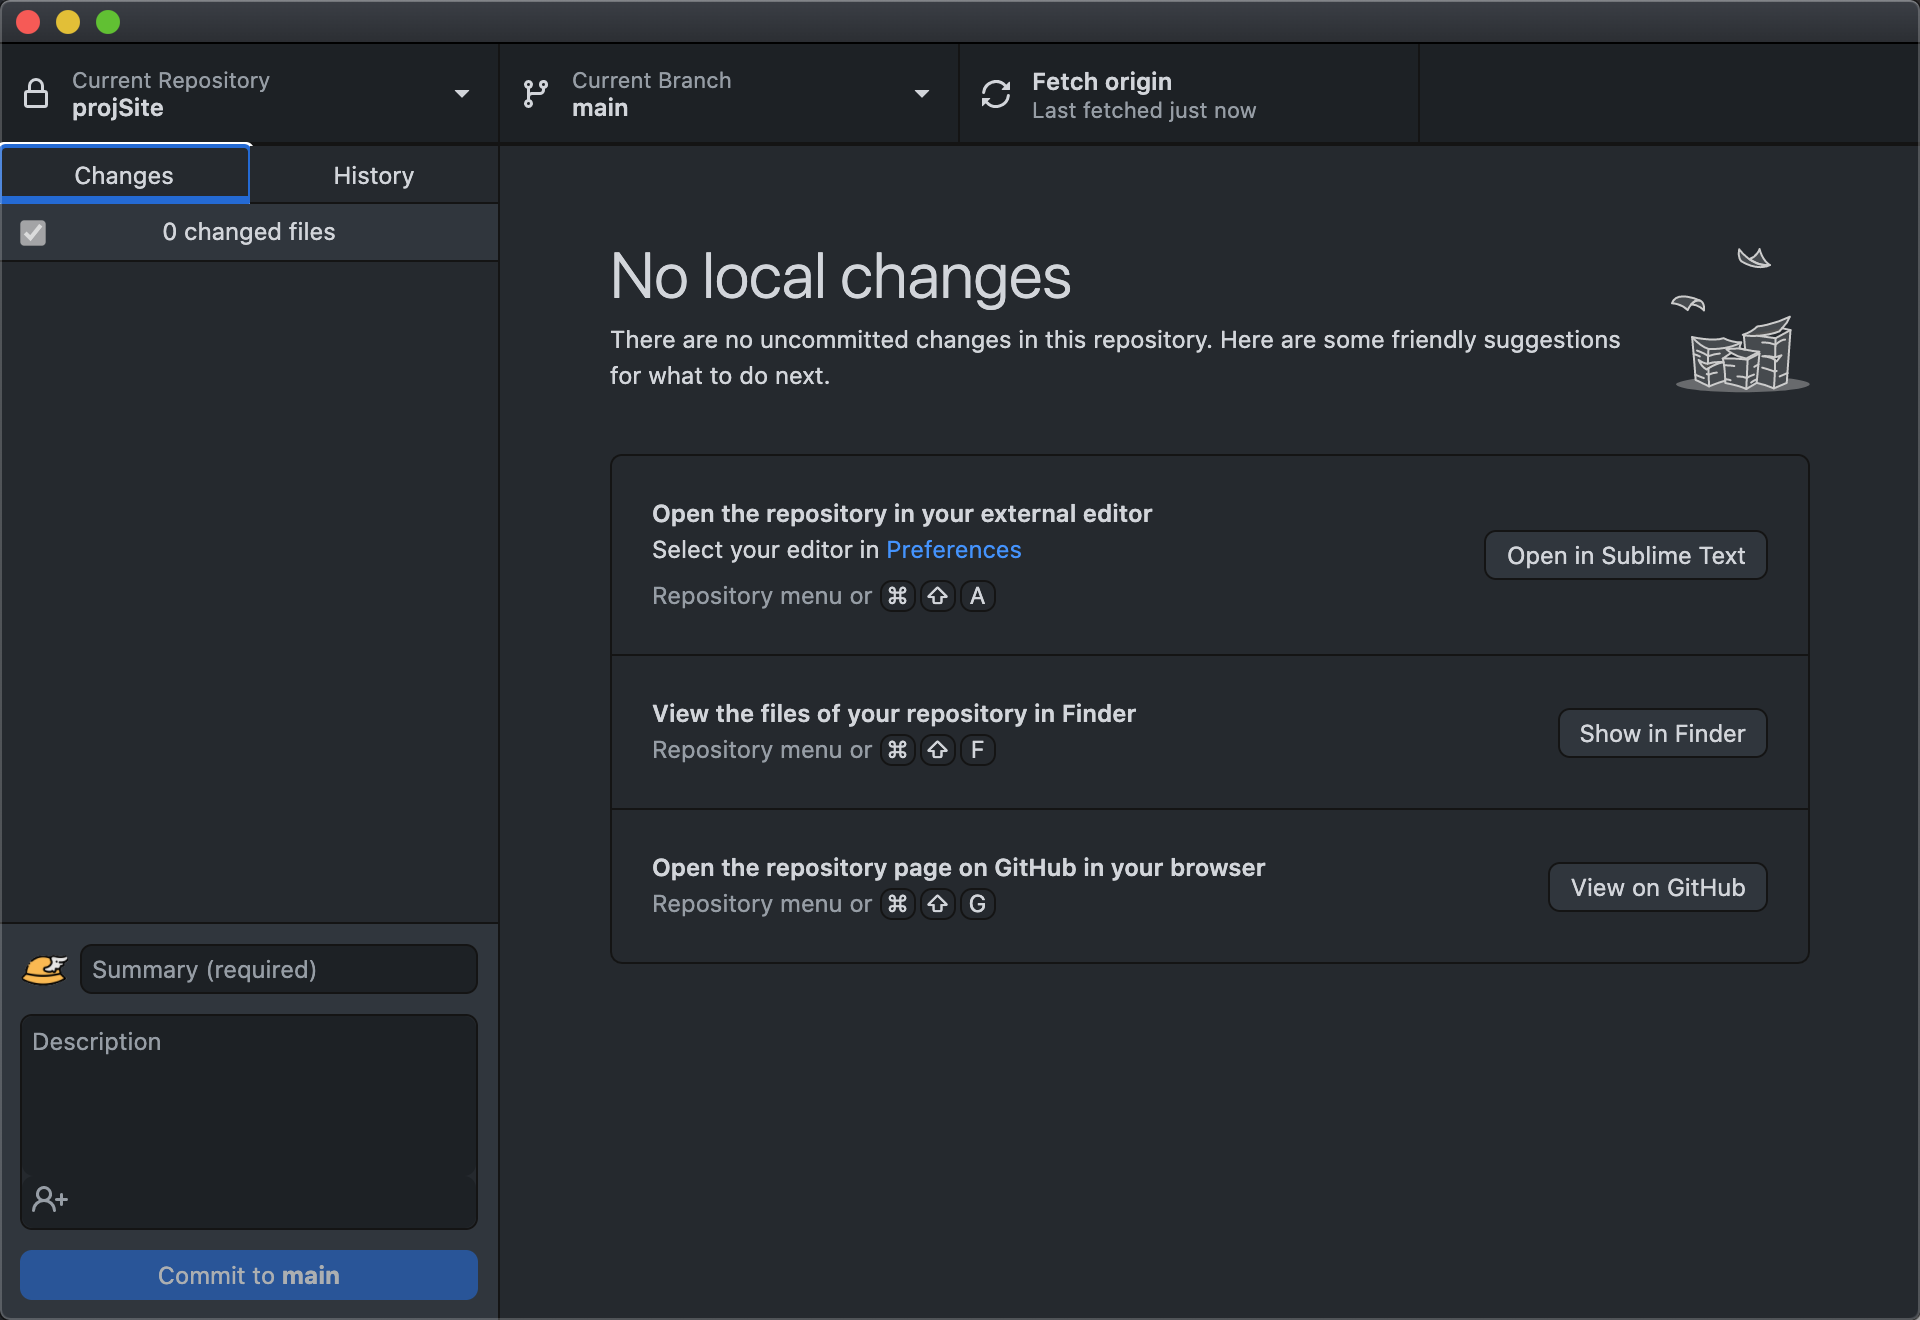 Current Repository
projSite
Current Branch
main
Fetch origin
Last fetched just now
Changes
History
0 changed files
No local changes
There are no uncommitted changes in this repository. Here are some friendly suggestions
for what to do next.
Open the repository in your external editor
Select your editor in Preferences
Repository menu or ⌘ ⇧ A
Open in Sublime Text
View the files of your repository in Finder
Repository menu or ⌘ ⇧ F
Show in Finder
Open the repository page on GitHub in your browser
Repository menu or ⌘ ⇧ G
View on GitHub
Summary (required)
Description
Commit to main